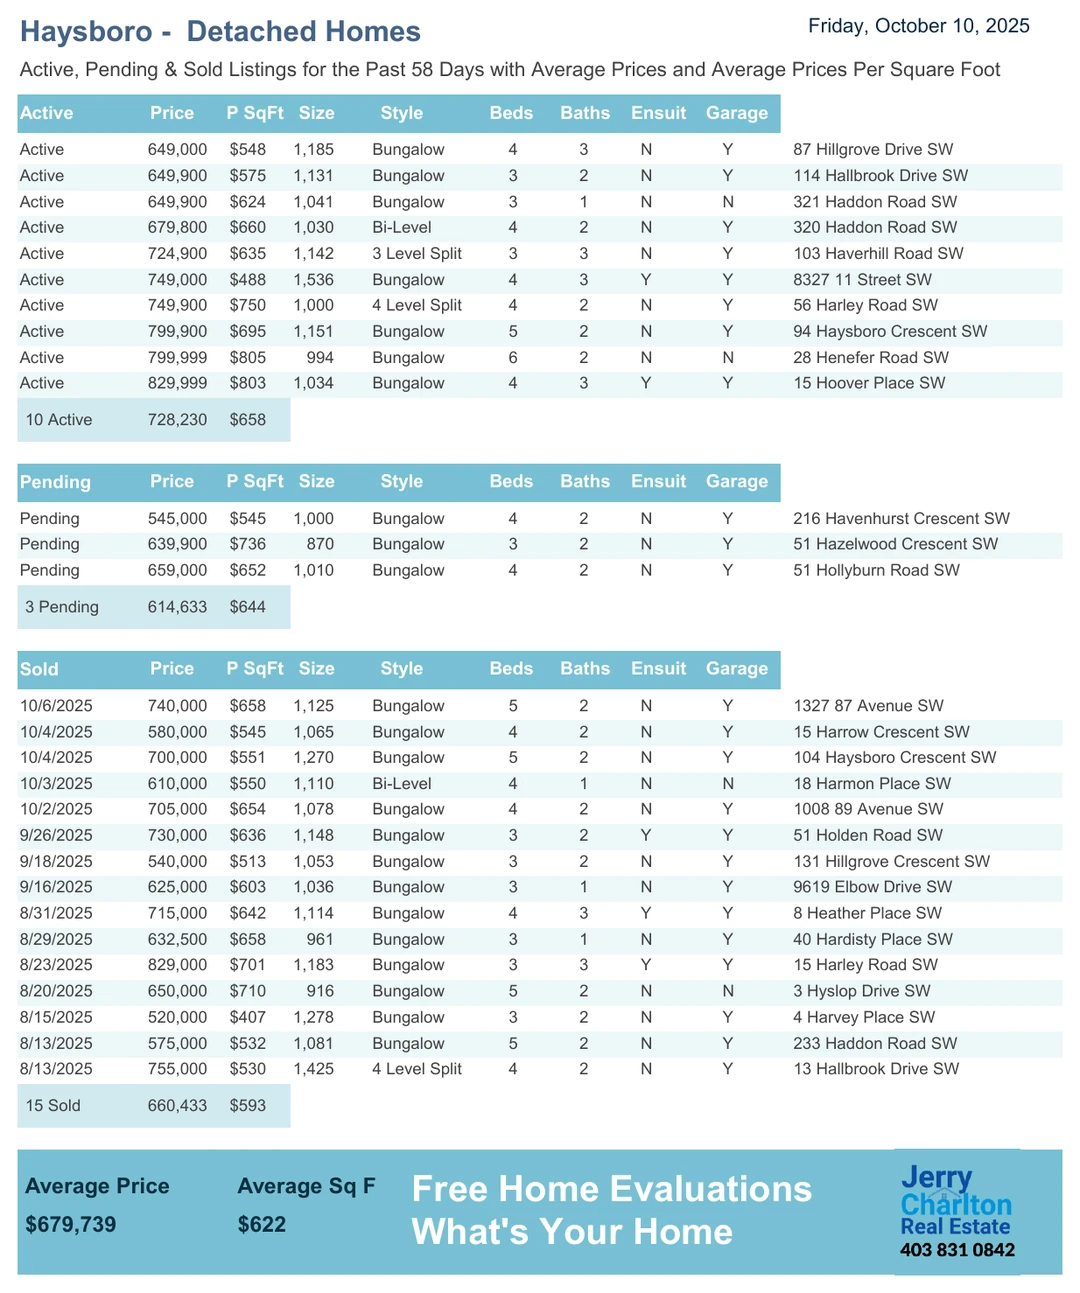 Haysboro -  Detached Homes
Friday, October 10, 2025
Active, Pending & Sold Listings for the Past 58 Days with Average Prices and Average Prices Per Square Foot
Active Price P SqFt Size Style Beds Baths Ensuit Garage
Active 649,000 $548 1,185 Bungalow 4 3 N Y 87 Hillgrove Drive SW
Active 649,900 $575 1,131 Bungalow 3 2 N Y 114 Hallbrook Drive SW
Active 649,900 $624 1,041 Bungalow 3 1 N N 321 Haddon Road SW
Active 679,800 $660 1,030 Bi-Level 4 2 N Y 320 Haddon Road SW
Active 724,900 $635 1,142 3 Level Split 3 3 N Y 103 Haverhill Road SW
Active 749,000 $488 1,536 Bungalow 4 3 Y Y 8327 11 Street SW
Active 749,900 $750 1,000 4 Level Split 4 2 N Y 56 Harley Road SW
Active 799,900 $695 1,151 Bungalow 5 2 N Y 94 Haysboro Crescent SW
Active 799,999 $805 994 Bungalow 6 2 N N 28 Henefer Road SW
Active 829,999 $803 1,034 Bungalow 4 3 Y Y 15 Hoover Place SW
10 Active 728,230 $658
Pending Price P SqFt Size Style Beds Baths Ensuit Garage
Pending 545,000 $545 1,000 Bungalow 4 2 N Y 216 Havenhurst Crescent SW
Pending 639,900 $736 870 Bungalow 3 2 N Y 51 Hazelwood Crescent SW
Pending 659,000 $652 1,010 Bungalow 4 2 N Y 51 Hollyburn Road SW
3 Pending 614,633 $644
Sold Price P SqFt Size Style Beds Baths Ensuit Garage
10/6/2025 740,000 $658 1,125 Bungalow 5 2 N Y 1327 87 Avenue SW
10/4/2025 580,000 $545 1,065 Bungalow 4 2 N Y 15 Harrow Crescent SW
10/4/2025 700,000 $551 1,270 Bungalow 5 2 N Y 104 Haysboro Crescent SW
10/3/2025 610,000 $550 1,110 Bi-Level 4 1 N N 18 Harmon Place SW
10/2/2025 705,000 $654 1,078 Bungalow 4 2 N Y 1008 89 Avenue SW
9/26/2025 730,000 $636 1,148 Bungalow 3 2 Y Y 51 Holden Road SW
9/18/2025 540,000 $513 1,053 Bungalow 3 2 N Y 131 Hillgrove Crescent SW
9/16/2025 625,000 $603 1,036 Bungalow 3 1 N Y 9619 Elbow Drive SW
8/31/2025 715,000 $642 1,114 Bungalow 4 3 Y Y 8 Heather Place SW
8/29/2025 632,500 $658 961 Bungalow 3 1 N Y 40 Hardisty Place SW
8/23/2025 829,000 $701 1,183 Bungalow 3 3 Y Y 15 Harley Road SW
8/20/2025 650,000 $710 916 Bungalow 5 2 N N 3 Hyslop Drive SW
8/15/2025 520,000 $407 1,278 Bungalow 3 2 N Y 4 Harvey Place SW
8/13/2025 575,000 $532 1,081 Bungalow 5 2 N Y 233 Haddon Road SW
8/13/2025 755,000 $530 1,425 4 Level Split 4 2 N Y 13 Hallbrook Drive SW
15 Sold 660,433 $593
Average Price Average Sq F
$679,739 $622
Free Home Evaluations
What's Your Home
Jerry
Charlton
Real Estate
403 831 0842